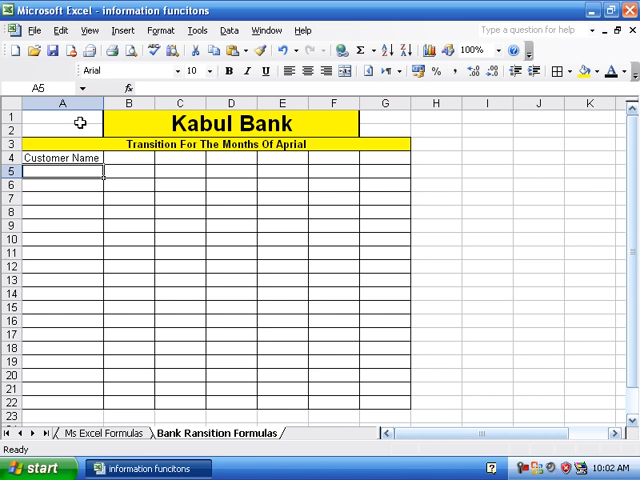 Microsoft Excel - information funcitons
File Edit View Insert Format Tools Data Window Help Type a question for help
100%
Arial 10 B I U
A5 fx
A B C D E F G H I J K
1 Kabul Bank
2
3 Transition For The Months Of Aprial
4 Customer Name
5
6
7
8
9
10
11
12
13
14
15
16
17
18
19
20
21
22
23
Ms Excel Formulas Bank Ransition Formulas
Ready
start information funcitons 10:02 AM